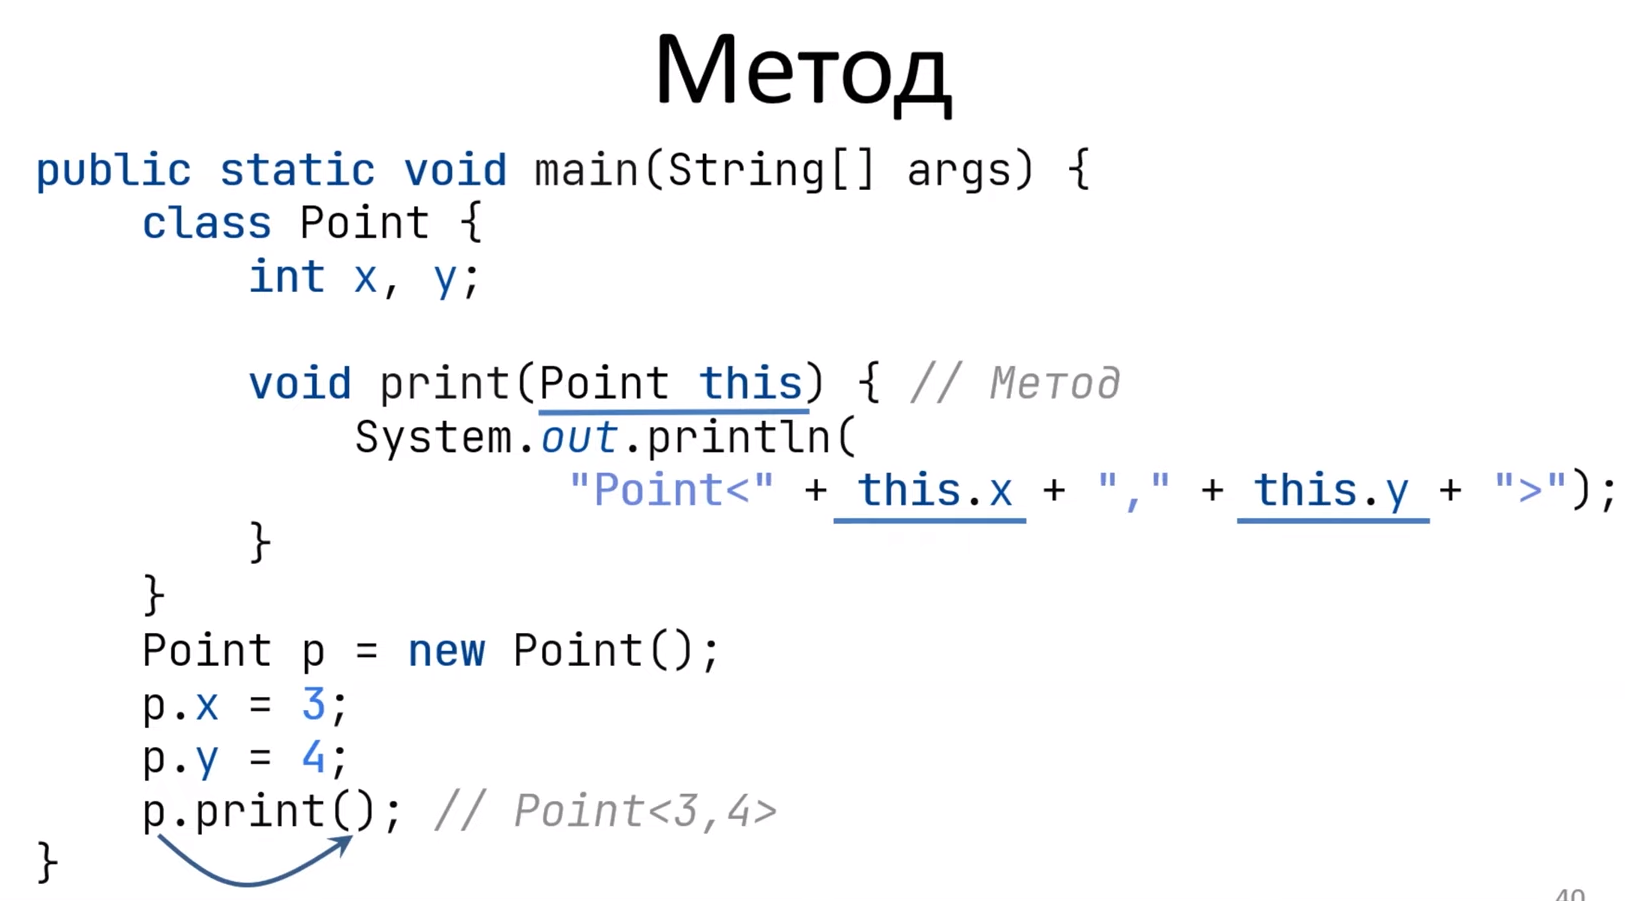 Метод
public static void main(String[] args) {
class Point {
int x, y;
void print(Point this) { // Метод
System.out.println(
"Point<" + this.x + "," + this.y + ">");
}
}
Point p = new Point();
p.x = 3;
p.y = 4;
p.print(); // Point<3,4>
}
40